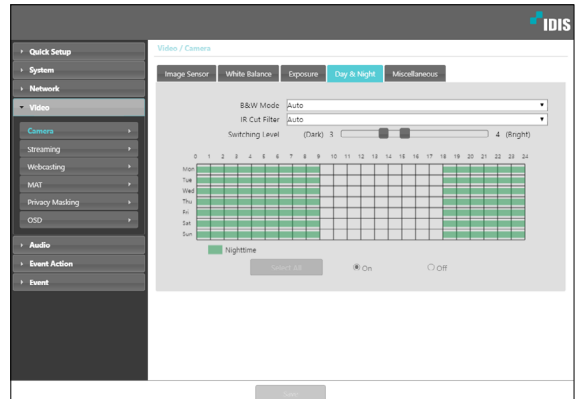 IDIS
Quick Setup
System
Network
Video
Camera
Streaming
Webcasting
MAT
Privacy Masking
OSD
Audio
Event Action
Event
Video / Camera
Image Sensor White Balance Exposure Day & Night Miscellaneous
B&W Mode Auto
IR Cut Filter Auto
Switching Level (Dark) 3 4 (Bright)
0 1 2 3 4 5 6 7 8 9 10 11 12 13 14 15 16 17 18 19 20 21 22 23 24
Mon
Tue
Wed
Thu
Fri
Sat
Sun
Nighttime
Select All On Off
Save